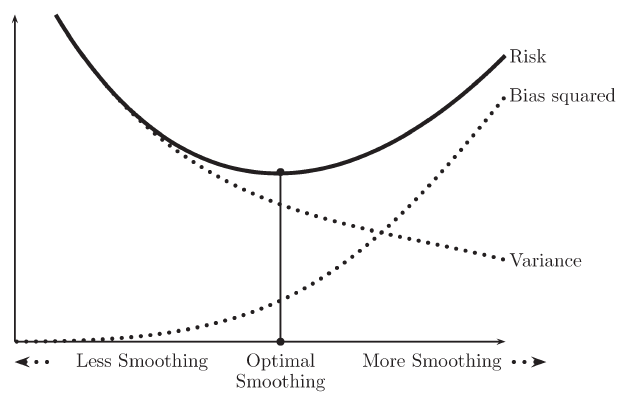 Risk
Bias squared
Variance
Less Smoothing
Optimal
Smoothing
More Smoothing